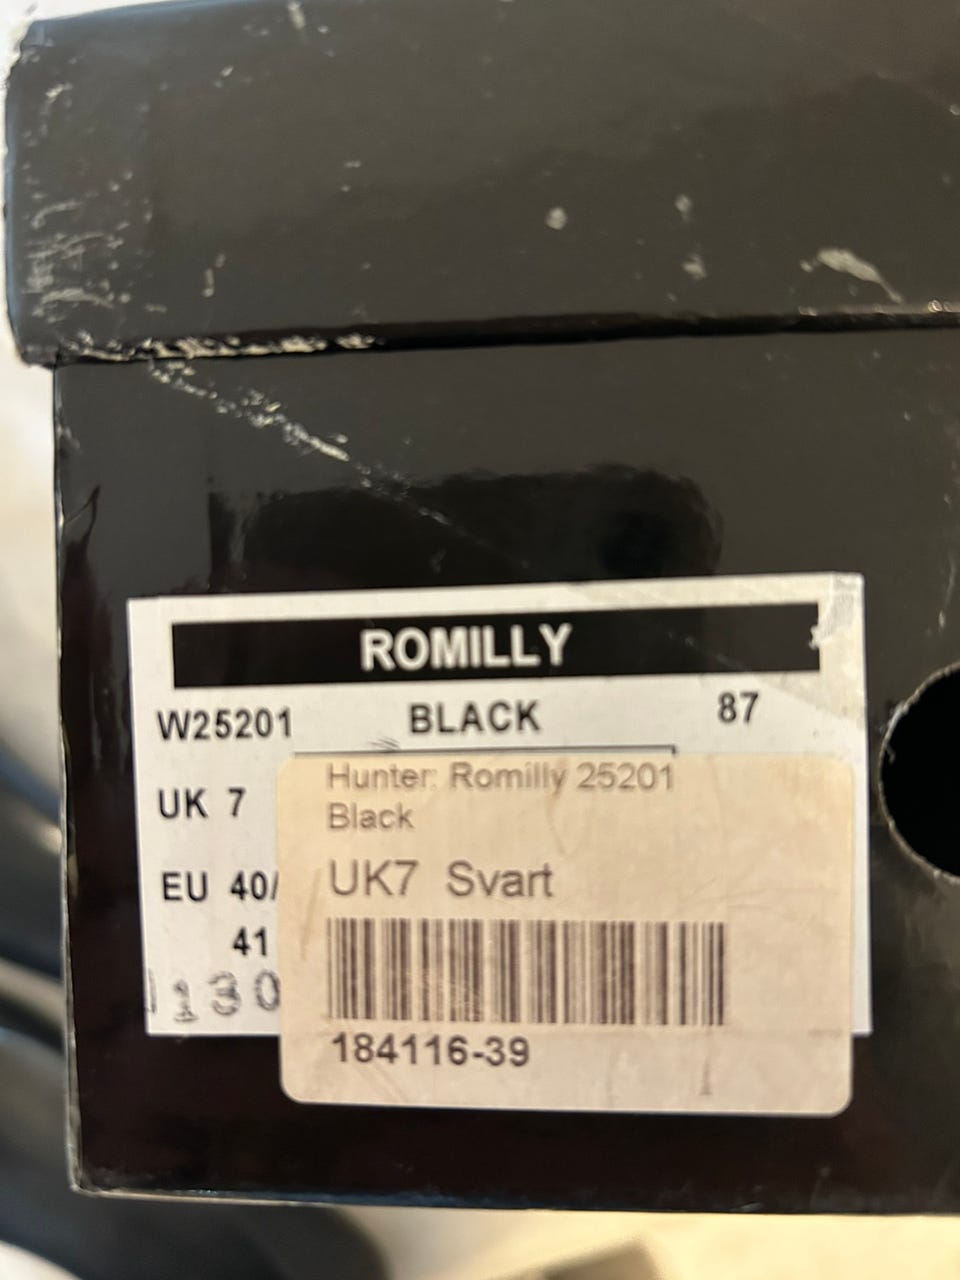 ROMILLY
W25201 BLACK 87
UK 7
EU 40/
41
Hunter: Romilly 25201
Black
UK7 Svart
184116-39